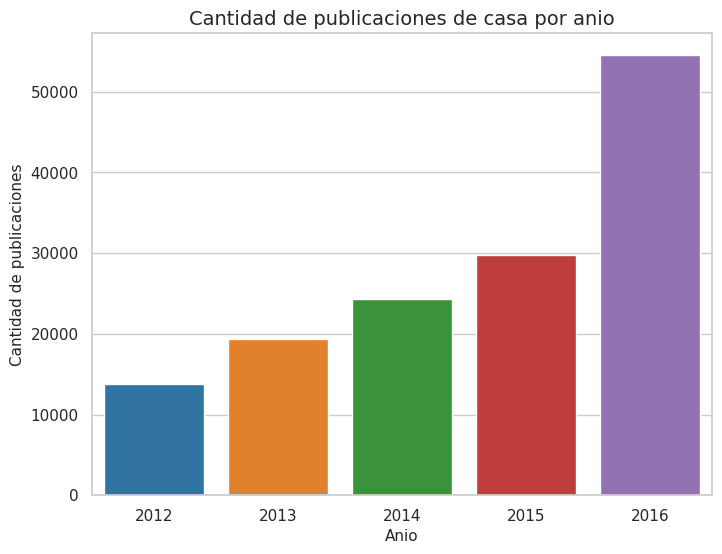 Cantidad de publicaciones de casa por anio
Cantidad de publicaciones
50000
40000
30000
20000
10000
0
2012 2013 2014 2015 2016
Anio